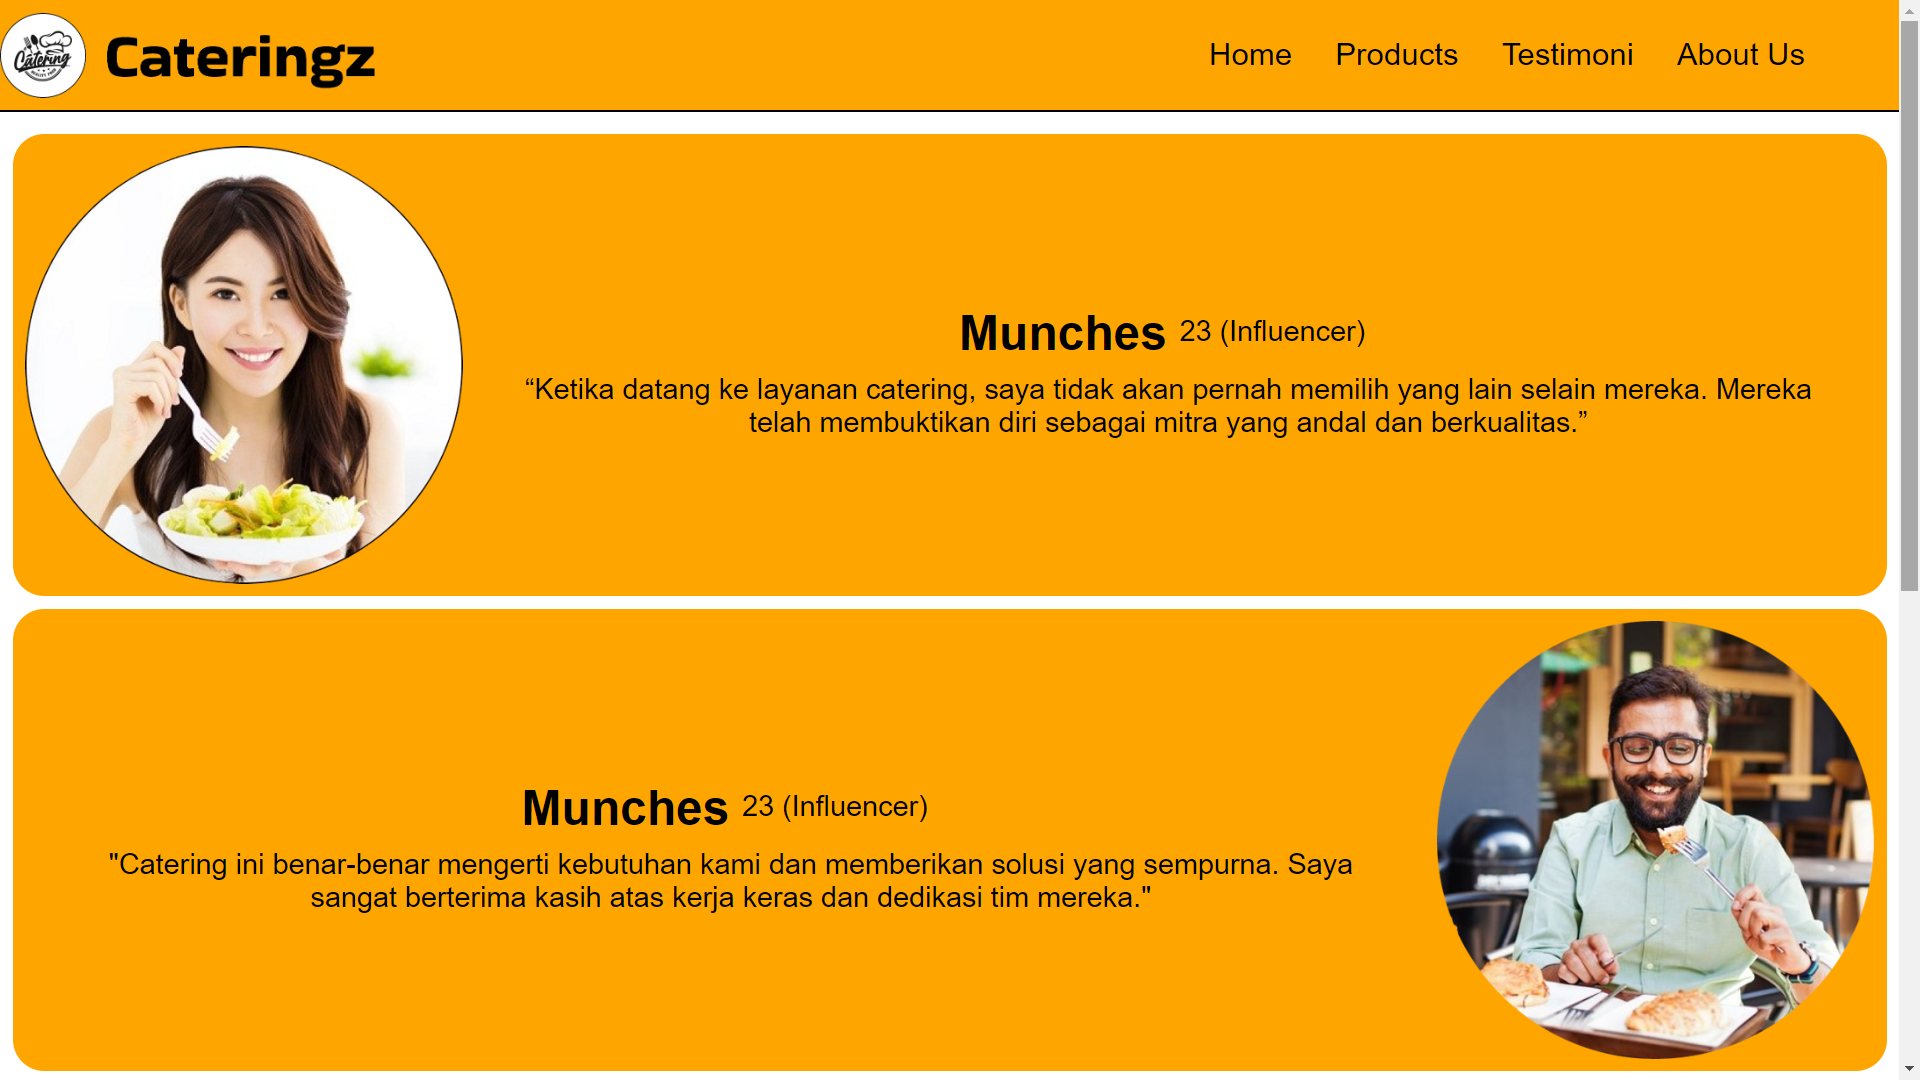 Catering
Cateringz
Home Products Testimoni About Us
Munches 23 (Influencer)
“Ketika datang ke layanan catering, saya tidak akan pernah memilih yang lain selain mereka. Mereka
telah membuktikan diri sebagai mitra yang andal dan berkualitas.”
Munches 23 (Influencer)
"Catering ini benar-benar mengerti kebutuhan kami dan memberikan solusi yang sempurna. Saya
sangat berterima kasih atas kerja keras dan dedikasi tim mereka."